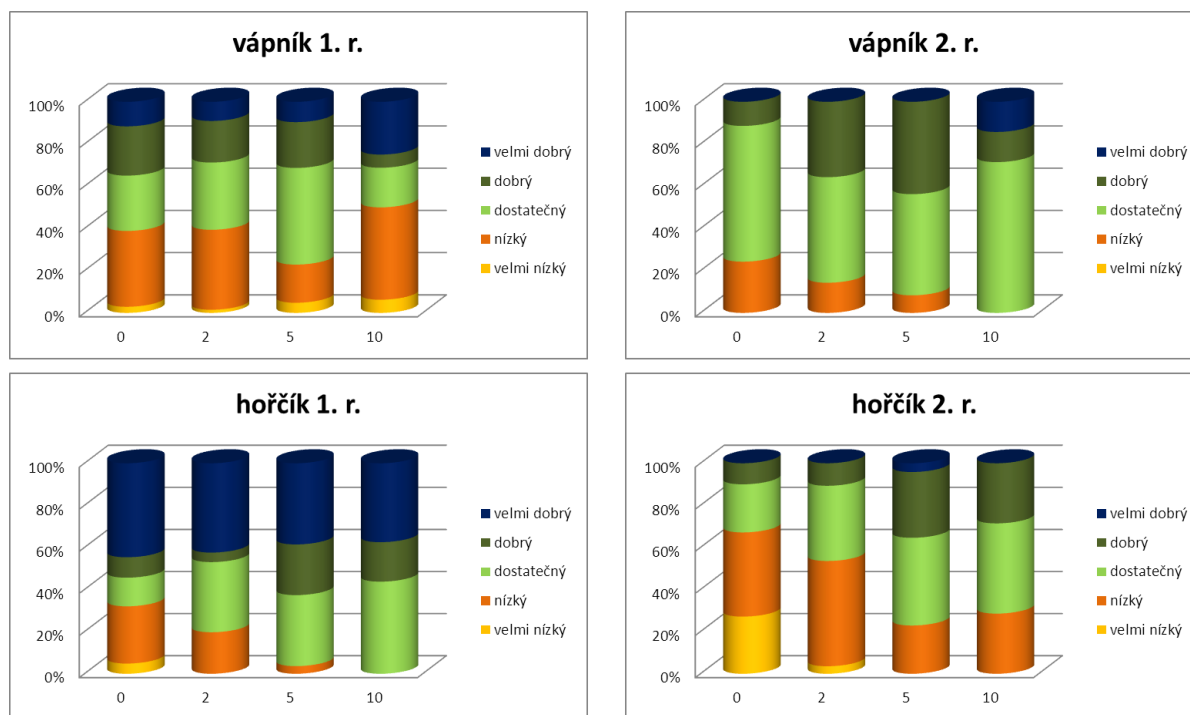 vápník 1. r.
100%
80%
60%
40%
20%
0%
0 2 5 10
velmi dobrý
dobrý
dostatečný
nízký
velmi nízký
vápník 2. r.
100%
80%
60%
40%
20%
0%
0 2 5 10
velmi dobrý
dobrý
dostatečný
nízký
velmi nízký
hořčík 1. r.
100%
80%
60%
40%
20%
0%
0 2 5 10
velmi dobrý
dobrý
dostatečný
nízký
velmi nízký
hořčík 2. r.
100%
80%
60%
40%
20%
0%
0 2 5 10
velmi dobrý
dobrý
dostatečný
nízký
velmi nízký